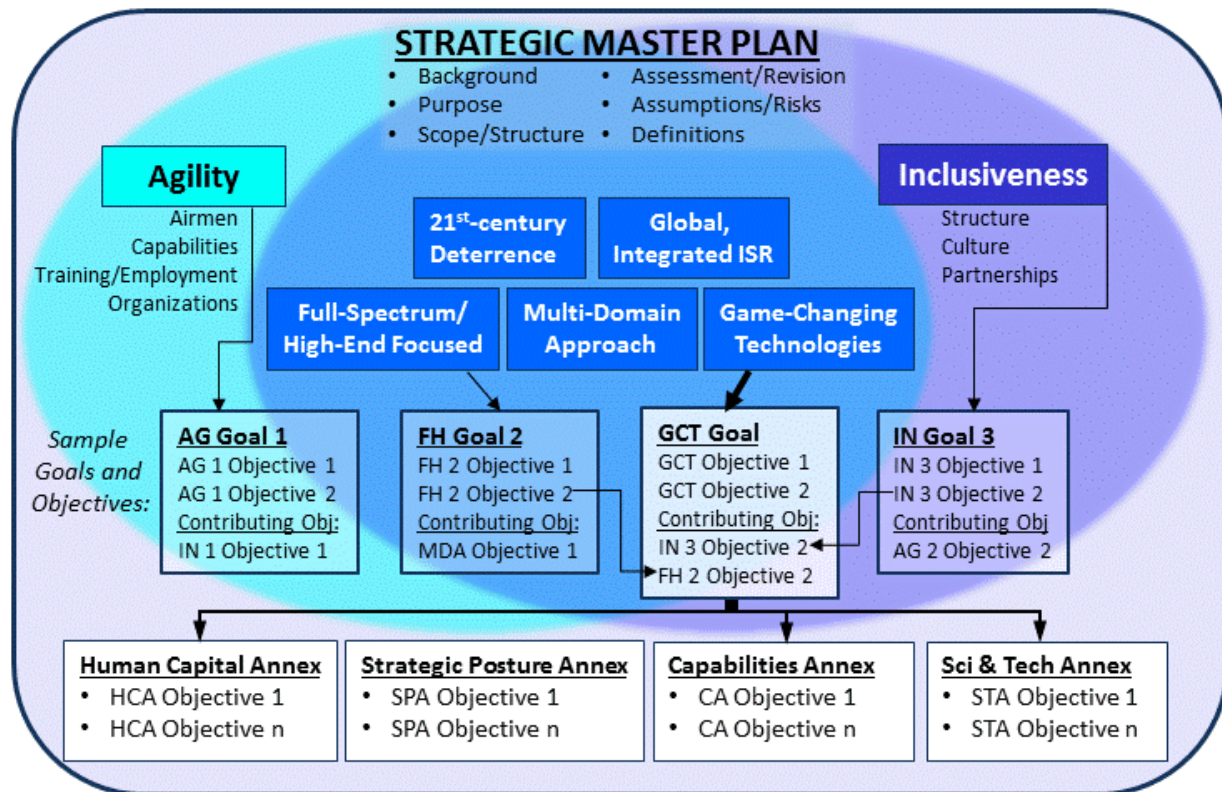 STRATEGIC MASTER PLAN
• Background
• Purpose
• Scope/Structure
• Assessment/Revision
• Assumptions/Risks
• Definitions
Agility
Airmen
Capabilities
Training/Employment
Organizations
Inclusiveness
Structure
Culture
Partnerships
21st-century
Deterrence
Global,
Integrated ISR
Full-Spectrum/
High-End Focused
Multi-Domain
Approach
Game-Changing
Technologies
Sample
Goals and
Objectives:
AG Goal 1
AG 1 Objective 1
AG 1 Objective 2
Contributing Obj:
IN 1 Objective 1
FH Goal 2
FH 2 Objective 1
FH 2 Objective 2
Contributing Obj:
MDA Objective 1
GCT Goal
GCT Objective 1
GCT Objective 2
Contributing Obj:
IN 3 Objective 2
FH 2 Objective 2
IN Goal 3
IN 3 Objective 1
IN 3 Objective 2
Contributing Obj
AG 2 Objective 2
Human Capital Annex
• HCA Objective 1
• HCA Objective n
Strategic Posture Annex
• SPA Objective 1
• SPA Objective n
Capabilities Annex
• CA Objective 1
• CA Objective n
Sci & Tech Annex
• STA Objective 1
• STA Objective n